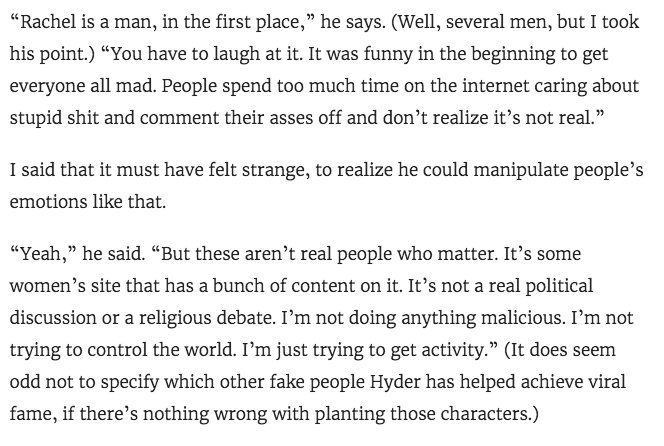 “Rachel is a man, in the first place,” he says. (Well, several men, but I took
his point.) “You have to laugh at it. It was funny in the beginning to get
everyone all mad. People spend too much time on the internet caring about
stupid shit and comment their asses off and don’t realize it’s not real.”
I said that it must have felt strange, to realize he could manipulate people’s
emotions like that.
“Yeah,” he said. “But these aren’t real people who matter. It’s some
women’s site that has a bunch of content on it. It’s not a real political
discussion or a religious debate. I’m not doing anything malicious. I’m not
trying to control the world. I’m just trying to get activity.” (It does seem
odd not to specify which other fake people Hyder has helped achieve viral
fame, if there’s nothing wrong with planting those characters.)